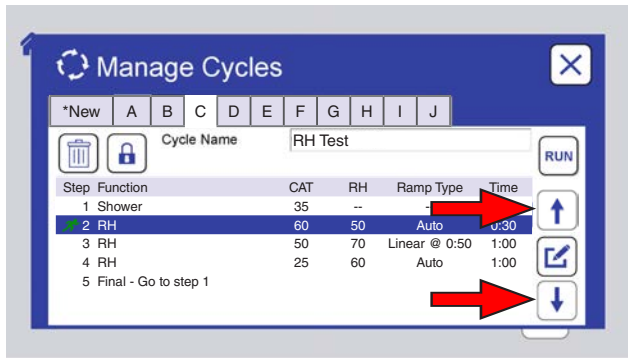 Manage Cycles
*New A B C D E F G H I J
Cycle Name RH Test
RUN
Step Function CAT RH Ramp Type Time
1 Shower 35 -- -
2 RH 60 50 Auto 0:30
3 RH 50 70 Linear @ 0:50 1:00
4 RH 25 60 Auto 1:00
5 Final - Go to step 1